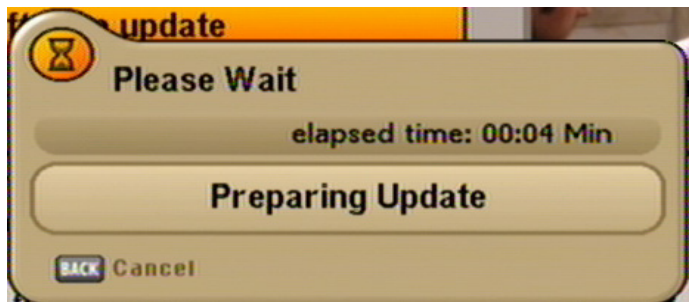 update
Please Wait
elapsed time: 00:04 Min
Preparing Update
BACK Cancel